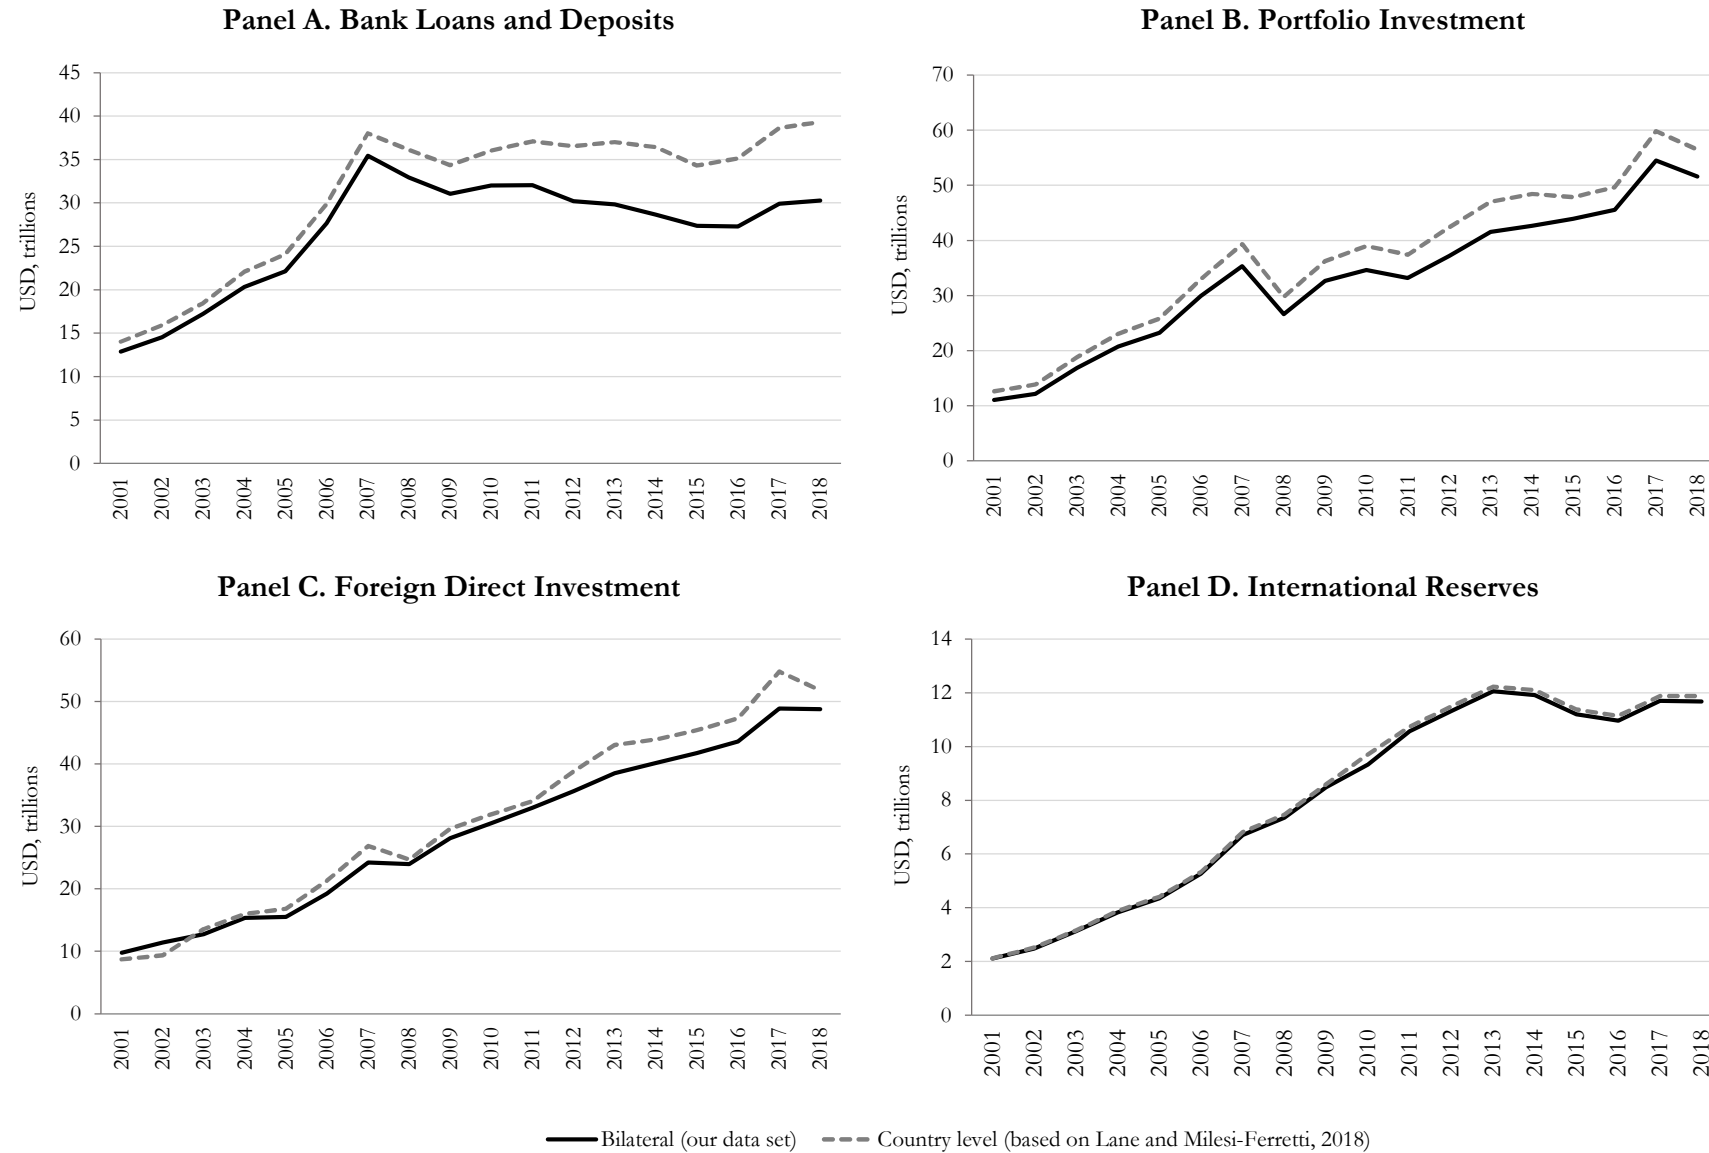 Panel A. Bank Loans and Deposits
USD, trillions
45
40
35
30
25
20
15
10
5
0
2001 2002 2003 2004 2005 2006 2007 2008 2009 2010 2011 2012 2013 2014 2015 2016 2017 2018
Panel B. Portfolio Investment
USD, trillions
70
60
50
40
30
20
10
0
2001 2002 2003 2004 2005 2006 2007 2008 2009 2010 2011 2012 2013 2014 2015 2016 2017 2018
Panel C. Foreign Direct Investment
USD, trillions
60
50
40
30
20
10
0
2001 2002 2003 2004 2005 2006 2007 2008 2009 2010 2011 2012 2013 2014 2015 2016 2017 2018
Panel D. International Reserves
USD, trillions
14
12
10
8
6
4
2
0
2001 2002 2003 2004 2005 2006 2007 2008 2009 2010 2011 2012 2013 2014 2015 2016 2017 2018
Bilateral (our data set) Country level (based on Lane and Milesi-Ferretti, 2018)